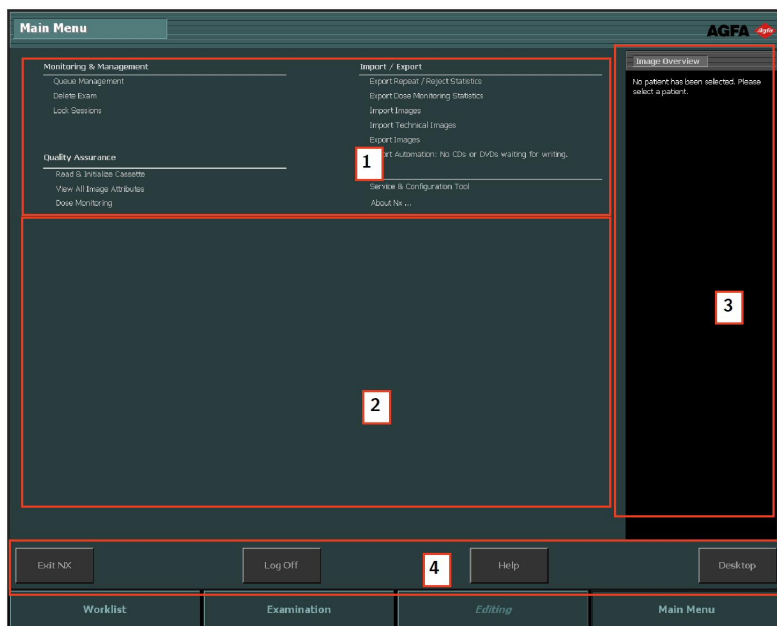 Main Menu
AGFA
Agfa
Monitoring & Management
Queue Management
Delete Exam
Lock Sessions
Quality Assurance
Read & Initialize Cassette
View All Image Attributes
Dose Monitoring
Import / Export
Export Repeat / Reject Statistics
Export Dose Monitoring Statistics
Import Images
Import Technical Images
Export Images
Automation: No CDs or DVDs waiting for writing.
Service & Configuration Tool
About Nx ...
1
2
Image Overview
No patient has been selected. Please
select a patient.
3
Exit NX
Log Off
4
Help
Desktop
Worklist
Examination
Editing
Main Menu